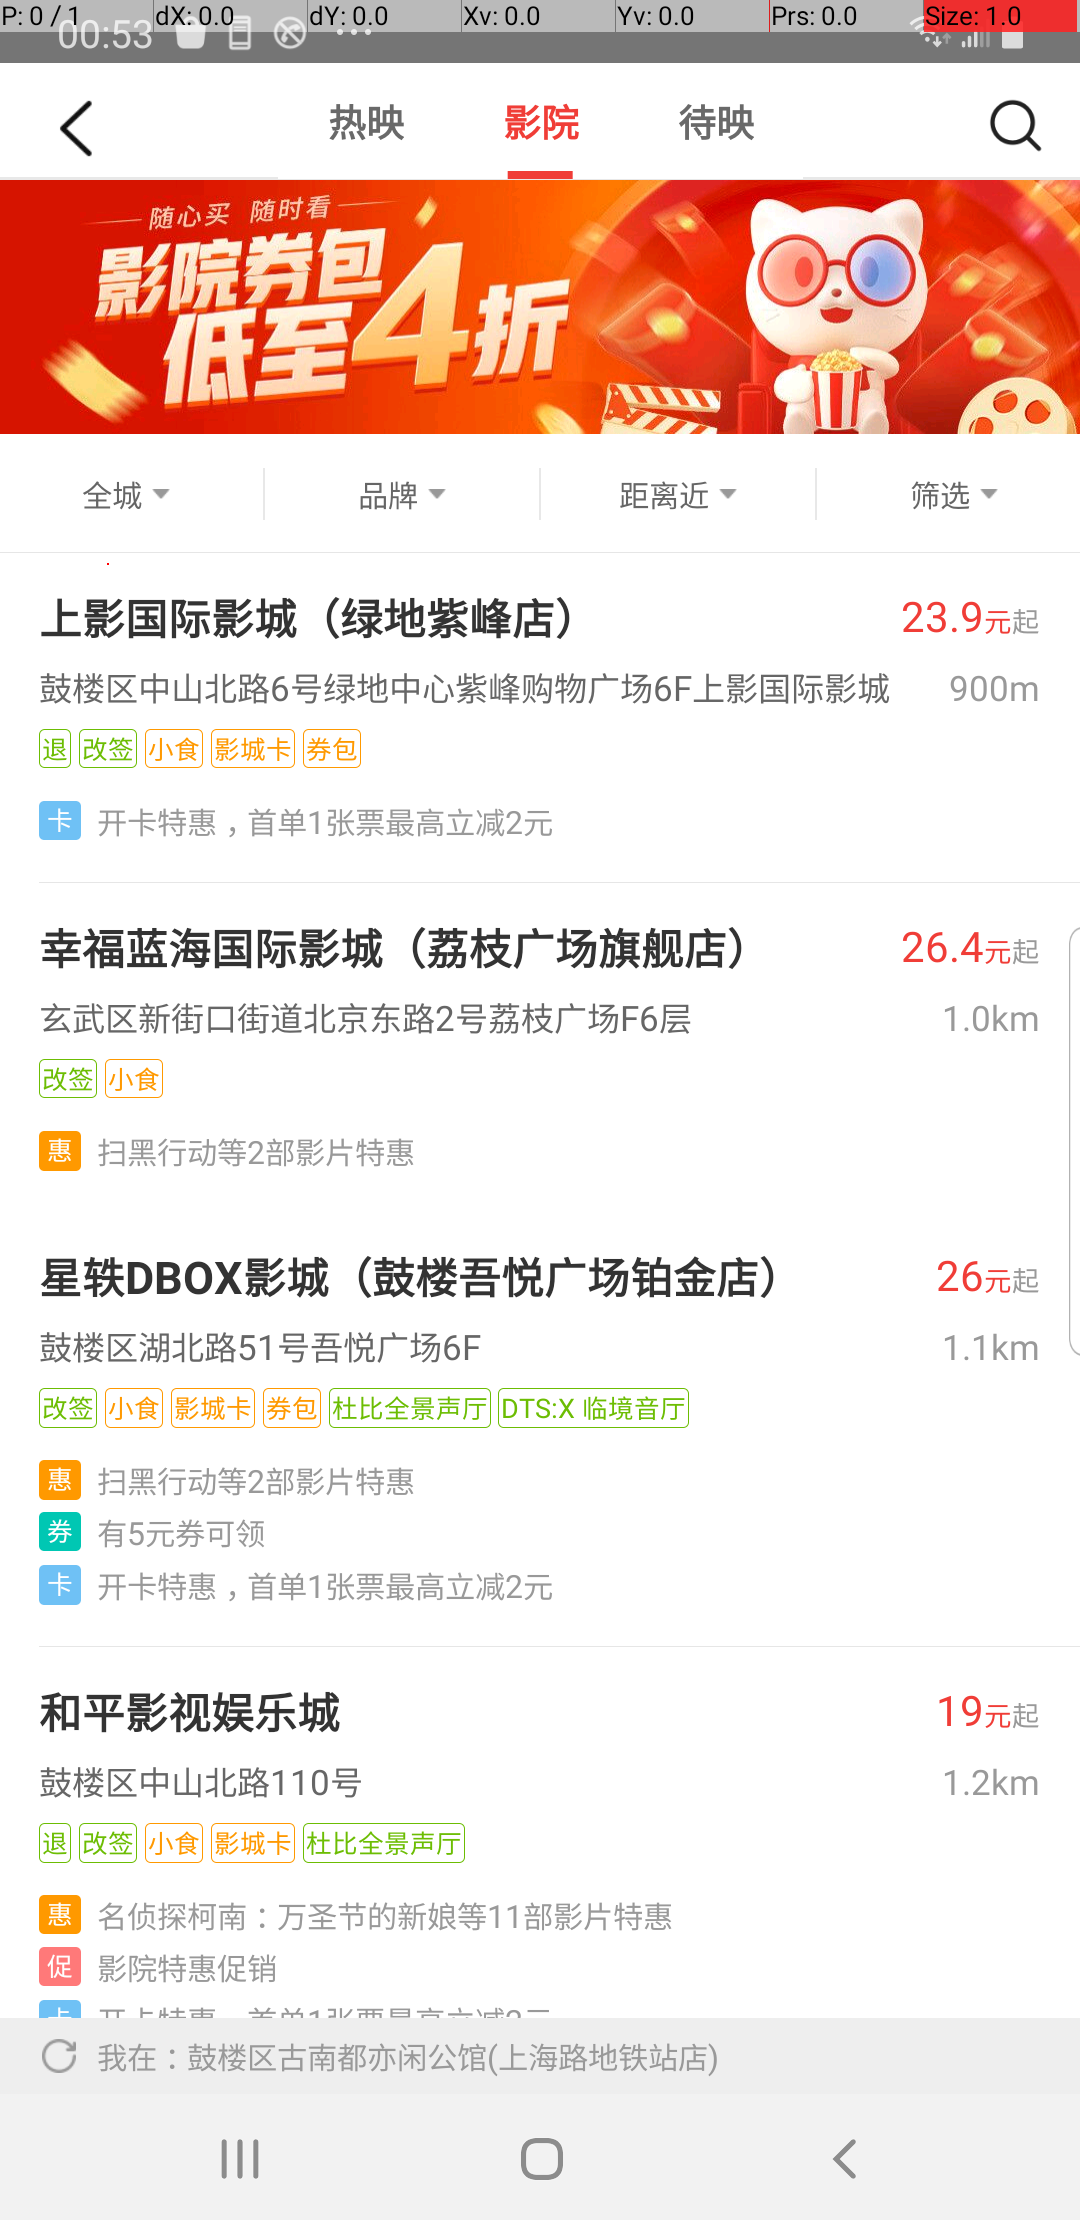 P: 0 / 1 dX: 0.0 dY: 0.0 Xv: 0.0 Yv: 0.0 Prs: 0.0 Size: 1.0
00:53
热映 影院 待映
随心买 随时看
影院券包
低至4折
全城 品牌 距离近 筛选
上影国际影城（绿地紫峰店） 23.9元起
鼓楼区中山北路6号绿地中心紫峰购物广场6F上影国际影城 900m
退 改签 小食 影城卡 券包
卡 开卡特惠，首单1张票最高立减2元
幸福蓝海国际影城（荔枝广场旗舰店） 26.4元起
玄武区新街口街道北京东路2号荔枝广场F6层 1.0km
改签 小食
惠 扫黑行动等2部影片特惠
星轶DBOX影城（鼓楼吾悦广场铂金店） 26元起
鼓楼区湖北路51号吾悦广场6F 1.1km
改签 小食 影城卡 券包 杜比全景声厅 DTS:X 临境音厅
惠 扫黑行动等2部影片特惠
券 有5元券可领
卡 开卡特惠，首单1张票最高立减2元
和平影视娱乐城 19元起
鼓楼区中山北路110号 1.2km
退 改签 小食 影城卡 杜比全景声厅
惠 名侦探柯南：万圣节的新娘等11部影片特惠
促 影院特惠促销
卡 开卡特惠，首单1张票最高立减2元
我在：鼓楼区古南都亦闲公馆(上海路地铁站店)